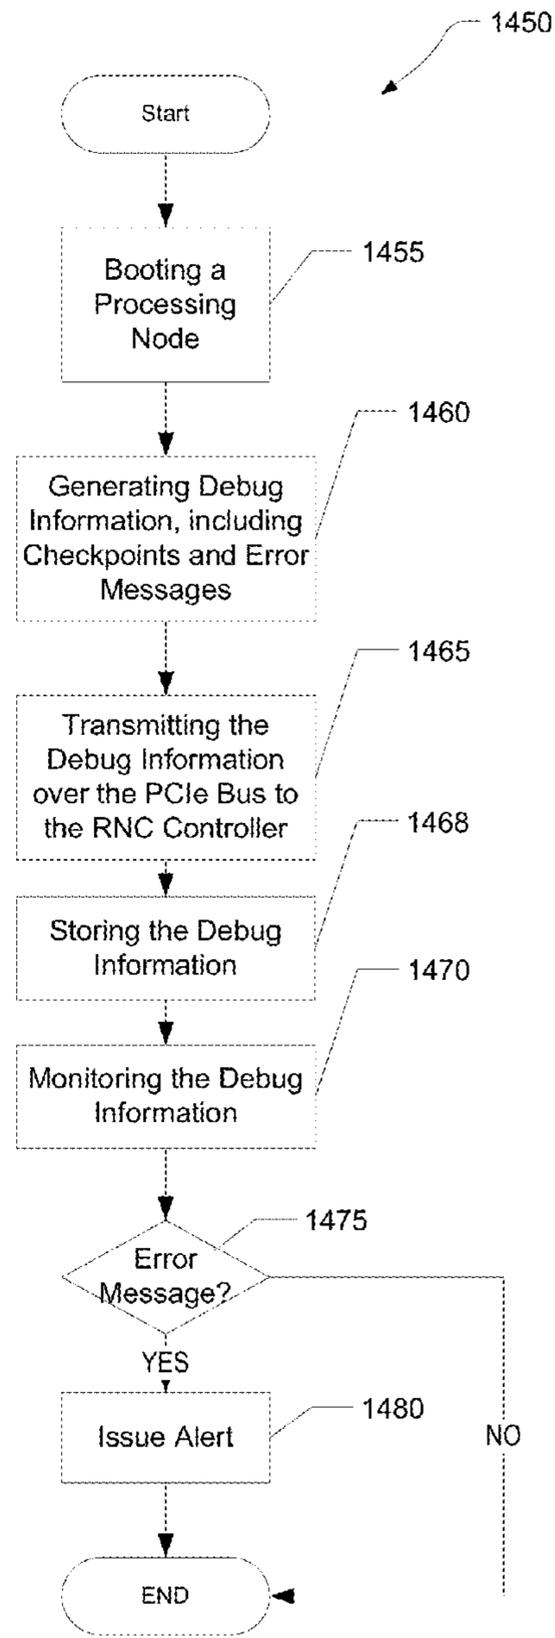 1450
Start
1455
Booting a
Processing
Node
1460
Generating Debug
Information, including
Checkpoints and Error
Messages
1465
Transmitting the
Debug Information
over the PCIe Bus to
the RNC Controller
1468
Storing the Debug
Information
1470
Monitoring the Debug
Information
1475
Error
Message?
YES
1480
Issue Alert
NO
END